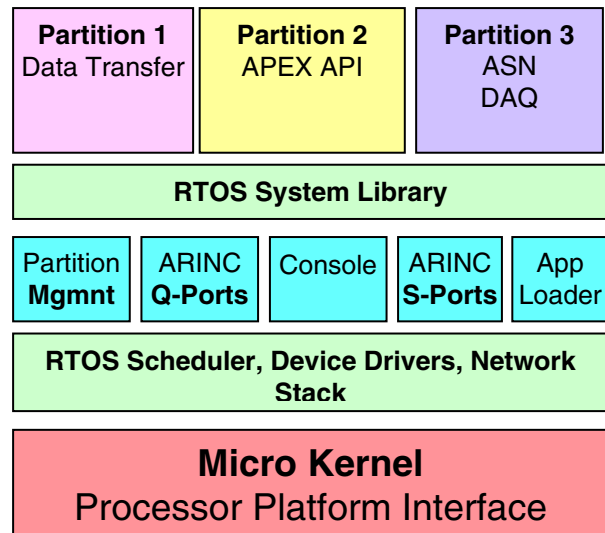 Partition 1
Data Transfer
Partition 2
APEX API
Partition 3
ASN
DAQ
RTOS System Library
Partition
Mgmnt
ARINC
Q-Ports
Console
ARINC
S-Ports
App
Loader
RTOS Scheduler, Device Drivers, Network
Stack
Micro Kernel
Processor Platform Interface